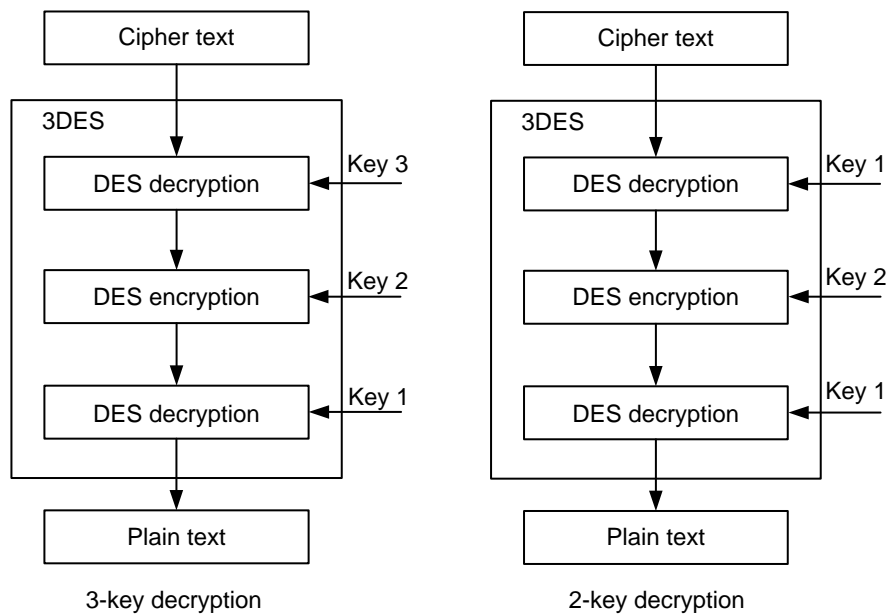 Cipher text
3DES
DES decryption
Key 3
DES encryption
Key 2
DES decryption
Key 1
Plain text
3-key decryption
Cipher text
3DES
DES decryption
Key 1
DES encryption
Key 2
DES decryption
Key 1
Plain text
2-key decryption